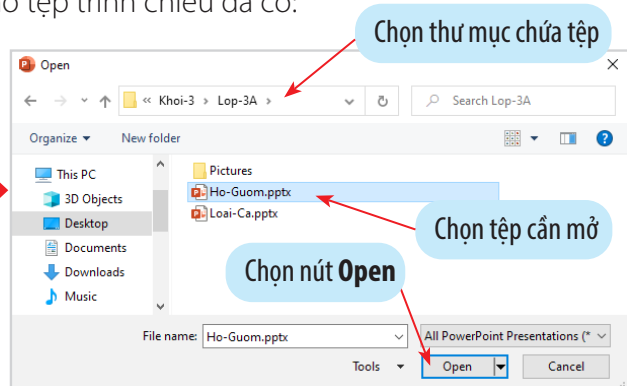 o tệp trình chiếu đã có:
Chọn thư mục chứa tệp
Open
« Khoi-3 › Lop-3A ›
Search Lop-3A
Organize
New folder
This PC
3D Objects
Desktop
Documents
Downloads
Music
Pictures
Ho-Guom.pptx
Loai-Ca.pptx
Chọn tệp cần mở
Chọn nút Open
File name: Ho-Guom.pptx
All PowerPoint Presentations (*
Tools
Open
Cancel